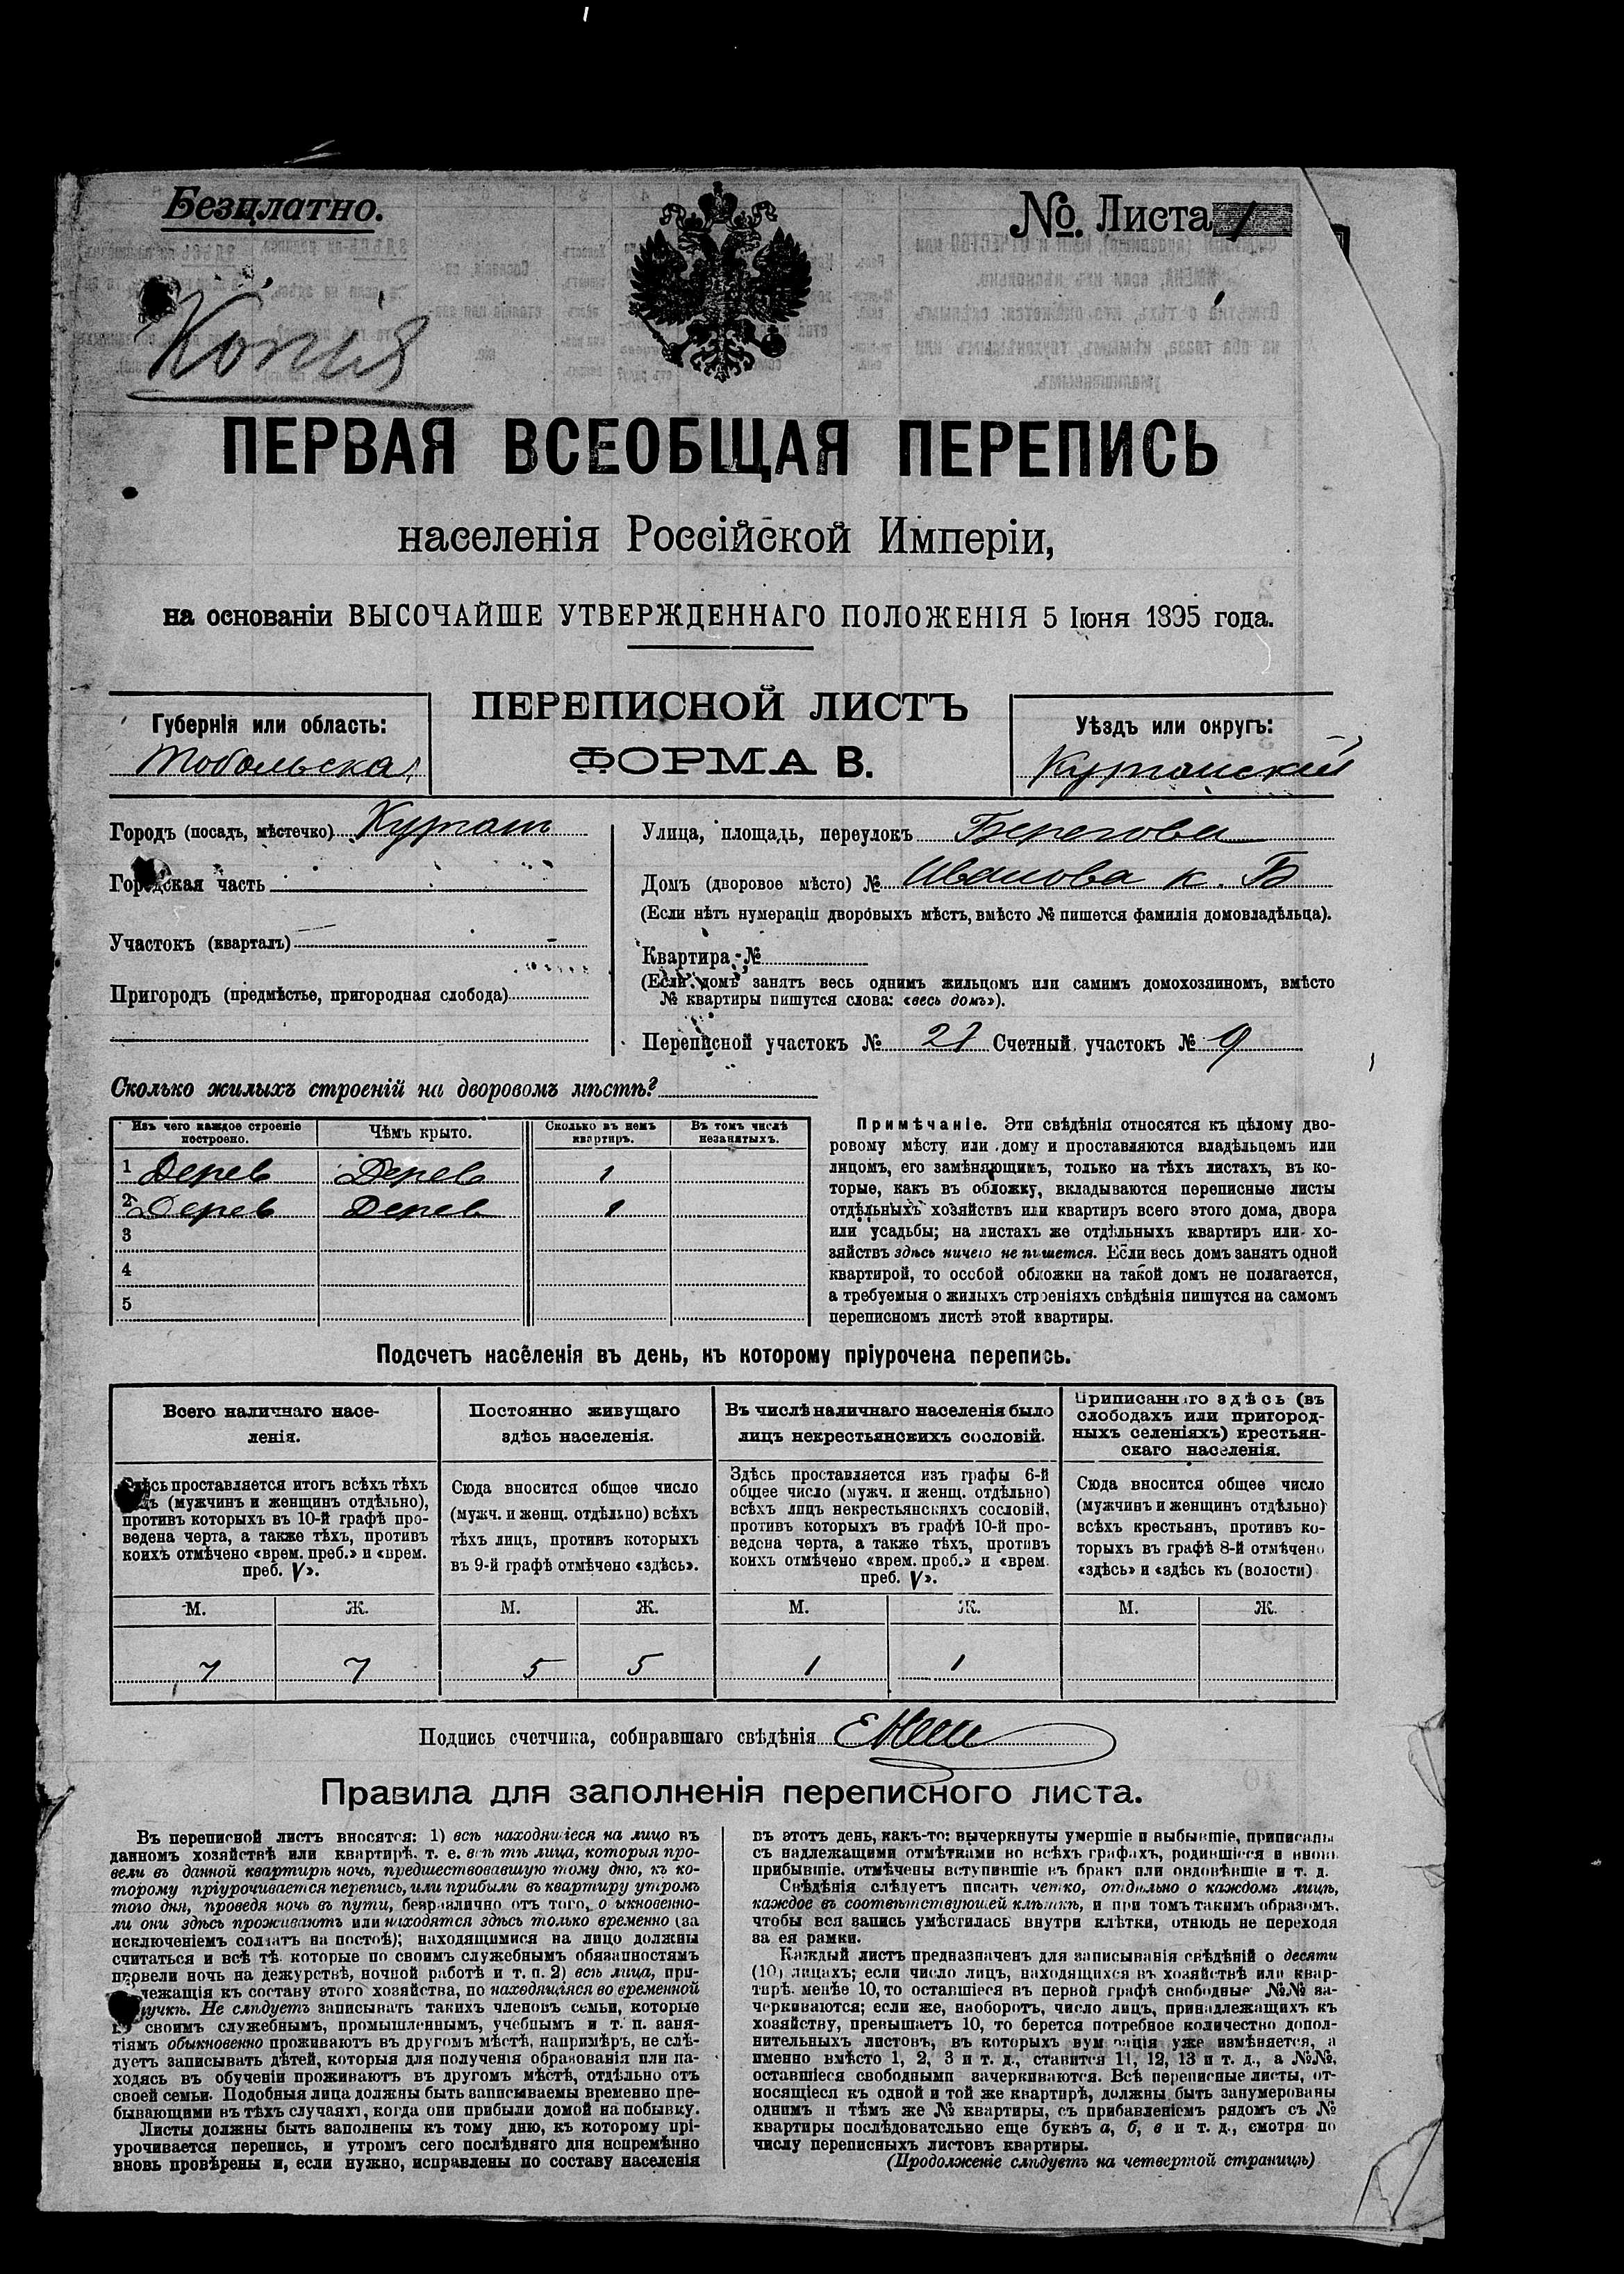 Безплатно.
№ Листа 1
Копія
ПЕРВАЯ ВСЕОБЩАЯ ПЕРЕПИСЬ
населенія Россійской Имперіи,
на основаніи ВЫСОЧАЙШЕ УТВЕРЖДЕННАГО ПОЛОЖЕНІЯ 5 Іюня 1895 года.
Губернія или область:
Тобольская
ПЕРЕПИСНОЙ ЛИСТЪ
ФОРМА В.
Уѣздъ или округъ:
Курганскій
Городъ (посадъ, мѣстечко) Курганъ
Городская часть
Участокъ (кварталъ)
Пригородъ (предмѣстье, пригородная слобода)
Улица, площадь, переулокъ Берегова
Домъ (дворовое мѣсто) № Иванова к. Б
(Если нѣтъ нумераціи дворовыхъ мѣстъ, вмѣсто № пишется фамилія домовладѣльца).
Квартира №
(Если домъ занятъ весь однимъ жильцомъ или самимъ домохозяиномъ, вмѣсто
№ квартиры пишутся слова: «весь домъ»).
Переписной участокъ № 21 Счетный участокъ № 9
Сколько жилыхъ строеній на дворовомъ мѣстѣ?
Изъ чего каждое строеніе построено.
Чѣмъ крыто.
Сколько въ немъ квартиръ.
Въ томъ числѣ незанятыхъ.
1 Дерев Дерев 1
2 Дерев Дерев 1
3
4
5
Примѣчаніе. Эти свѣдѣнія относятся къ цѣлому дво-
ровому мѣсту или дому и проставляются владѣльцемъ или
лицомъ, его замѣняющимъ, только на тѣхъ листахъ, въ ко-
торые, какъ въ обложку, вкладываются переписные листы
отдѣльныхъ хозяйствъ или квартиръ всего этого дома, двора
или усадьбы; на листахъ же отдѣльныхъ квартиръ или хо-
зяйствъ здѣсь ничего не пишется. Если весь домъ занятъ одной
квартирой, то особой обложки на такой домъ не полагается,
а требуемыя о жилыхъ строеніяхъ свѣдѣнія пишутся на самомъ
переписномъ листѣ этой квартиры.
Подсчетъ населенія въ день, къ которому пріурочена перепись.
Всего наличнаго насе-
ленія.
Здѣсь проставляется итогъ всѣхъ тѣхъ
лицъ (мужчинъ и женщинъ отдѣльно),
противъ которыхъ въ 10-й графѣ про-
ведена черта, а также тѣхъ, противъ
коихъ отмѣчено «врем. преб.» и «врем.
преб. V».
Постоянно живущаго
здѣсь населенія.
Сюда вносится общее число
(мужч. и женщ. отдѣльно) всѣхъ
тѣхъ лицъ, противъ которыхъ
въ 9-й графѣ отмѣчено «здѣсь».
Въ числѣ наличнаго населенія было
лицъ некрестьянскихъ сословій.
Здѣсь проставляется изъ графы 6-й
общее число (мужч. и женщ. отдѣльно)
всѣхъ лицъ некрестьянскихъ сословій,
противъ которыхъ въ графѣ 10-й про-
ведена черта, а также тѣхъ, противъ
коихъ отмѣчено «врем. преб.» и «врем.
преб. V».
Приписаннаго здѣсь (въ
слободахъ или пригород-
ныхъ селеніяхъ) крестьян-
скаго населенія.
Сюда вносится общее число
(мужчинъ и женщинъ отдѣльно)
всѣхъ крестьянъ, противъ ко-
торыхъ въ графѣ 8-й отмѣчено
«здѣсь» и «здѣсь къ (волости)
М. Ж. М. Ж. М. Ж. М. Ж.
7 7 5 5 1 1
Подпись счетчика, собиравшаго свѣдѣнія
Правила для заполненія переписного листа.
Въ переписной листъ вносятся: 1) всѣ находящіеся на лицо въ
данномъ хозяйствѣ или квартирѣ, т. е. всѣ тѣ лица, которыя про-
вели въ данной квартирѣ ночь, предшествовавшую тому дню, къ ко-
торому пріурочивается перепись, или прибыли въ квартиру утромъ
того дня, проведя ночь въ пути, безразлично отъ того, обыкновенно-
ли они здѣсь проживаютъ или находятся здѣсь только временно (за
исключеніемъ солдатъ на постоѣ); находящимися на лицо должны
считаться и всѣ тѣ, которые по своимъ служебнымъ обязанностямъ
провели ночь на дежурствѣ, ночной работѣ и т. п. 2) всѣ лица, при-
надлежащія къ составу этого хозяйства, но находящіяся во временной
отлучкѣ. Не слѣдуетъ записывать такихъ членовъ семьи, которые
по своимъ служебнымъ, промышленнымъ, учебнымъ и т. п. заня-
тіямъ обыкновенно проживаютъ въ другомъ мѣстѣ, напримѣръ, не слѣ-
дуетъ записывать дѣтей, которыя для полученія образованія или на-
ходясь въ обученіи проживаютъ въ другомъ мѣстѣ, отдѣльно отъ
своей семьи. Подобныя лица должны быть записываемы временно пре-
бывающими въ тѣхъ случаяхъ, когда они прибыли домой на побывку.
Листы должны быть заполнены къ тому дню, къ которому прі-
урочивается перепись, и утромъ сего послѣдняго дня непремѣнно
вновь провѣрены и, если нужно, исправлены по составу населенія
въ этотъ день, какъ-то: вычеркнуты умершіе и выбывшіе, приписаны
съ надлежащими отмѣтками во всѣхъ графахъ, родившіеся и вновь
прибывшіе, отмѣчены вступившіе въ бракъ или овдовѣвшіе и т. д.
Свѣдѣнія слѣдуетъ писать четко, отдѣльно о каждомъ лицѣ,
каждое въ соотвѣтствующей клѣткѣ, и при томъ такимъ образомъ,
чтобы вся запись умѣстилась внутри клѣтки, отнюдь не переходя
за ея рамки.
Каждый листъ предназначенъ для записыванія свѣдѣній о десяти
(10) лицахъ; если число лицъ, находящихся въ хозяйствѣ или квар-
тирѣ менѣе 10, то оставшіеся въ первой графѣ свободные №№ за-
черкиваются; если же, наоборотъ, число лицъ, принадлежащихъ къ
хозяйству, превышаетъ 10, то берется потребное количество допол-
нительныхъ листовъ, въ которыхъ нумерація уже измѣняется, а
именно вмѣсто 1, 2, 3 и т. д., ставится 11, 12, 13 и т. д., а №№,
оставшіеся свободными зачеркиваются. Всѣ переписные листы, от-
носящіеся къ одной и той же квартирѣ, должны быть занумерованы
однимъ и тѣмъ же № квартиры, съ прибавленіемъ рядомъ съ №
квартиры послѣдовательно еще буквъ а, б, в и т. д., смотря по
числу переписныхъ листовъ квартиры.
(Продолженіе слѣдуетъ на четвертой страницѣ)